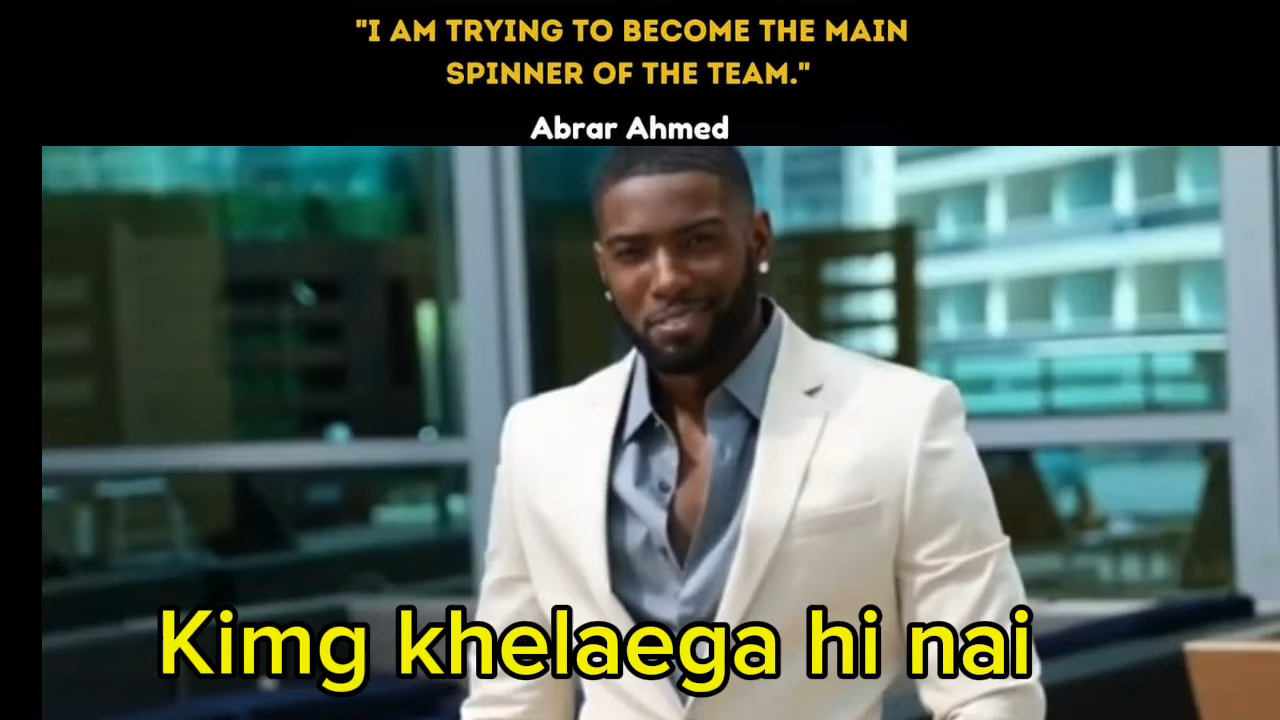 "I AM TRYING TO BECOME THE MAIN
SPINNER OF THE TEAM."
Abrar Ahmed
Kimg khelaega hi nai